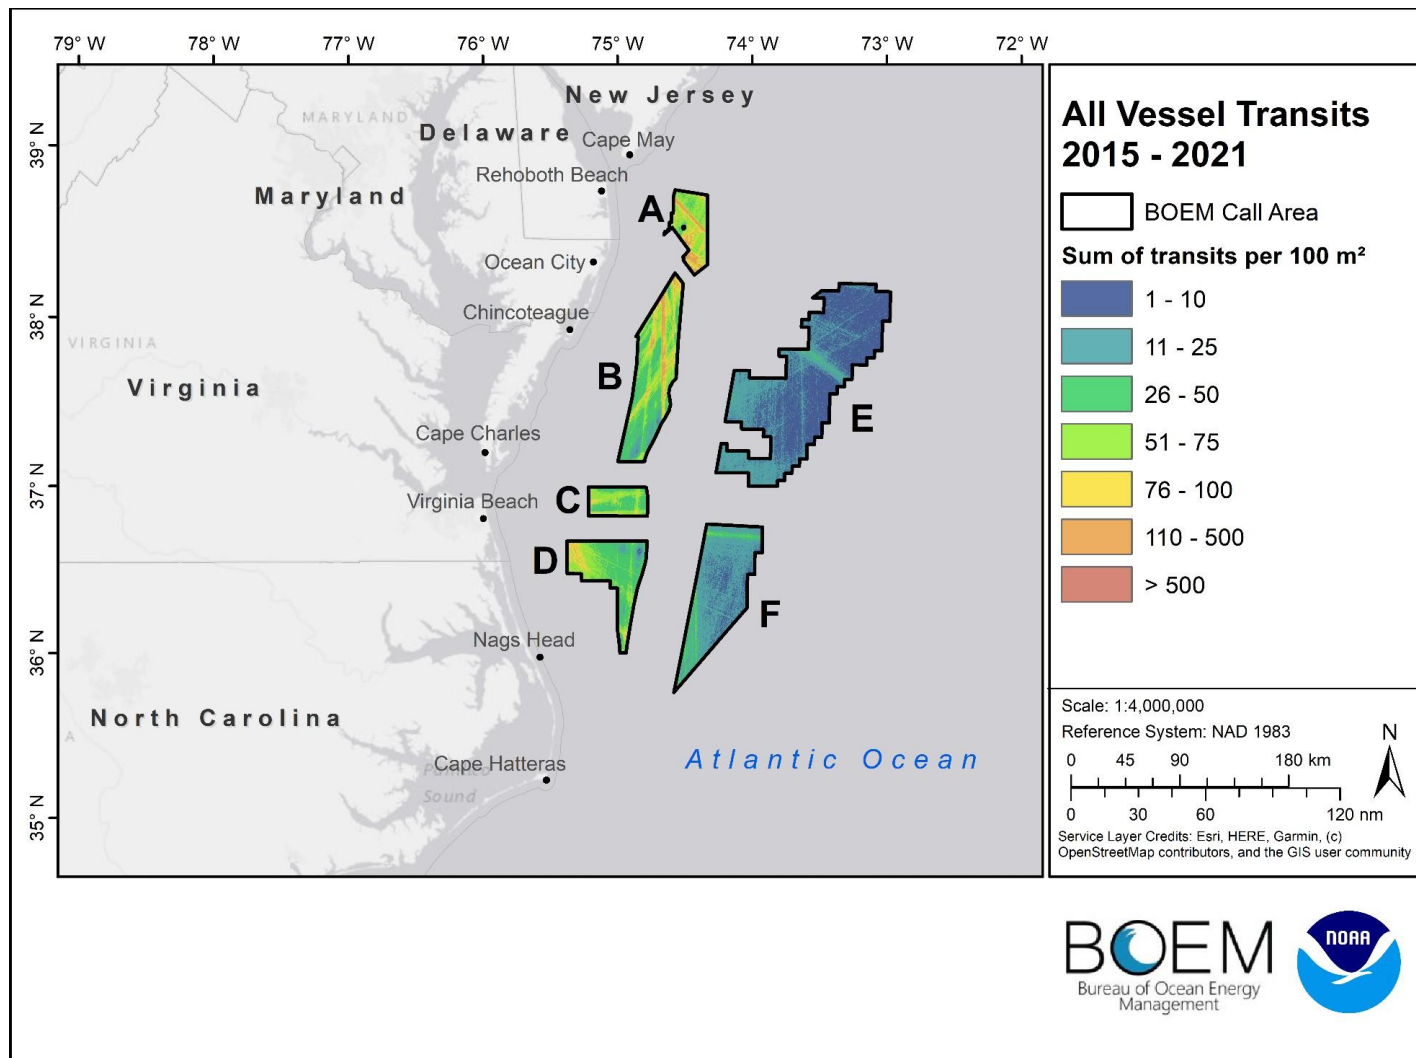 79° W 78° W 77° W 76° W 75° W 74° W 73° W 72° W
39° N
38° N
37° N
36° N
35° N
New Jersey
MARYLAND
Delaware
Cape May
Rehoboth Beach
Maryland
A
Ocean City
Chincoteague
VIRGINIA
Virginia
B
E
Cape Charles
Virginia Beach
C
D
F
Nags Head
North Carolina
A
Cape Hatteras
Pamlico
Sound
Atlantic Ocean
All Vessel Transits
2015 - 2021
BOEM Call Area
Sum of transits per 100 m²
1 - 10
11 - 25
26 - 50
51 - 75
76 - 100
110 - 500
> 500
Scale: 1:4,000,000
Reference System: NAD 1983
N
0 45 90 180 km
0 30 60 120 nm
Service Layer Credits: Esri, HERE, Garmin, (c)
OpenStreetMap contributors, and the GIS user community
BOEM
Bureau of Ocean Energy
Management
NOAA